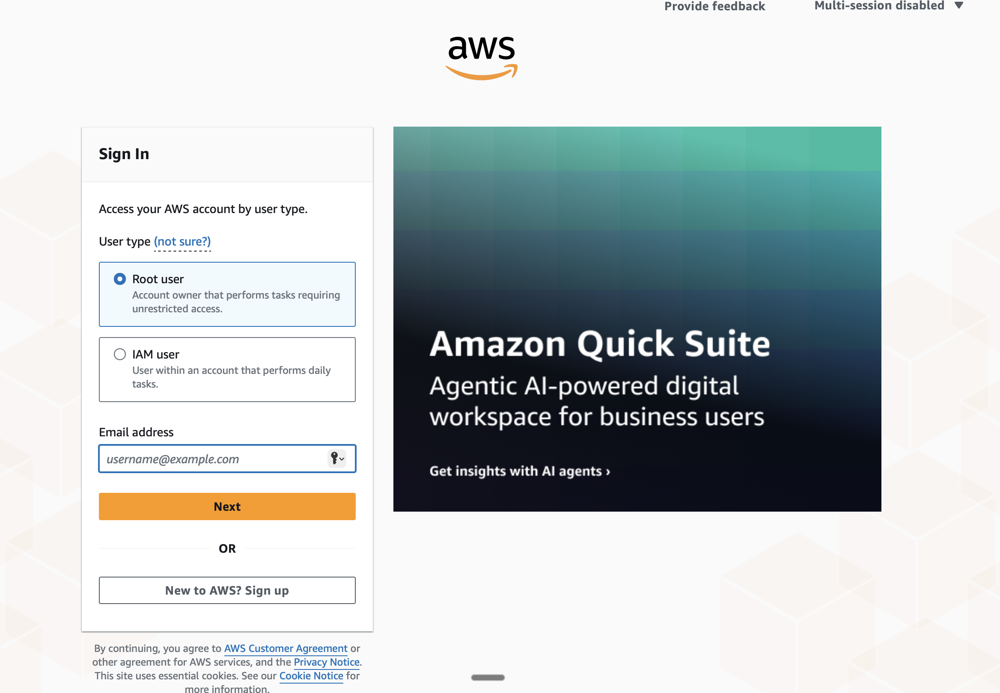 Provide feedback
Multi-session disabled
aws
Sign In
Access your AWS account by user type.
User type (not sure?)
Root user
Account owner that performs tasks requiring
unrestricted access.
IAM user
User within an account that performs daily
tasks.
Email address
username@example.com
Next
OR
New to AWS? Sign up
By continuing, you agree to AWS Customer Agreement or
other agreement for AWS services, and the Privacy Notice.
This site uses essential cookies. See our Cookie Notice for
more information.
Amazon Quick Suite
Agentic AI-powered digital
workspace for business users
Get insights with AI agents ›